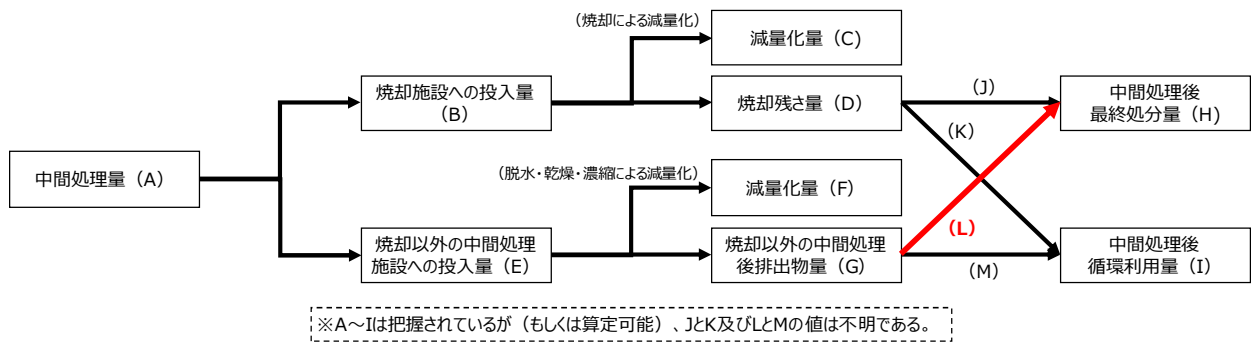 （焼却による減量化）
減量化量（C）
焼却施設への投入量
（B）
焼却残さ量（D）
（J）
中間処理後
最終処分量（H）
（K）
中間処理量（A）
（脱水・乾燥・濃縮による減量化）
減量化量（F）
（L）
焼却以外の中間処理
施設への投入量（E）
焼却以外の中間処理
後排出物量（G）
（M）
中間処理後
循環利用量（I）
※A～Iは把握されているが（もしくは算定可能）、JとK及びLとMの値は不明である。